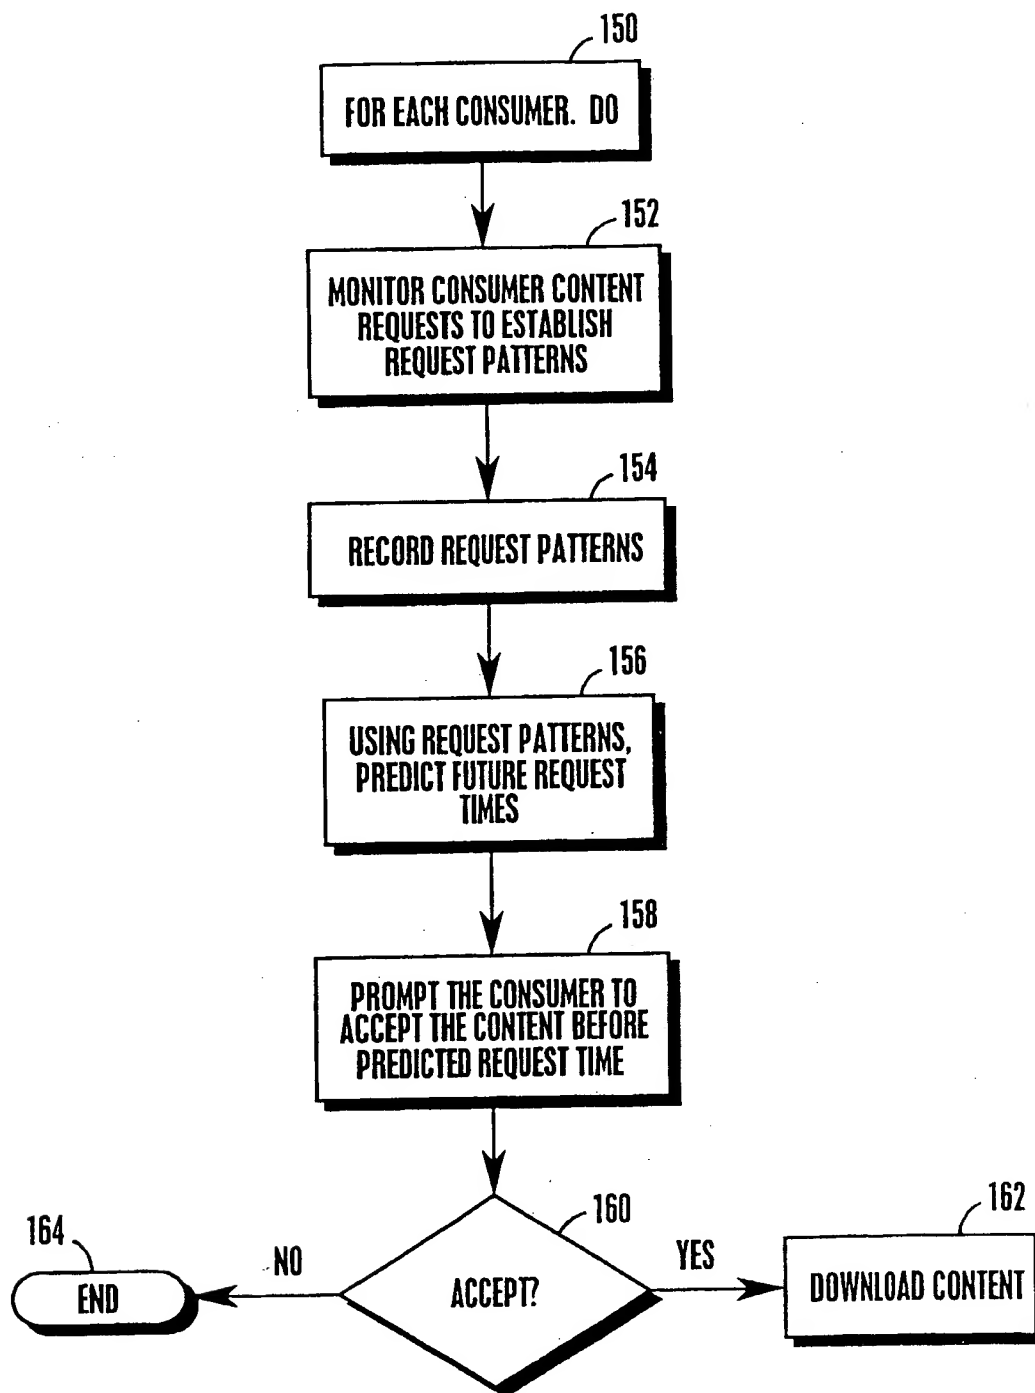 150
FOR EACH CONSUMER. DO
152
MONITOR CONSUMER CONTENT
REQUESTS TO ESTABLISH
REQUEST PATTERNS
154
RECORD REQUEST PATTERNS
156
USING REQUEST PATTERNS,
PREDICT FUTURE REQUEST
TIMES
158
PROMPT THE CONSUMER TO
ACCEPT THE CONTENT BEFORE
PREDICTED REQUEST TIME
160
ACCEPT?
164
END
NO
YES
162
DOWNLOAD CONTENT